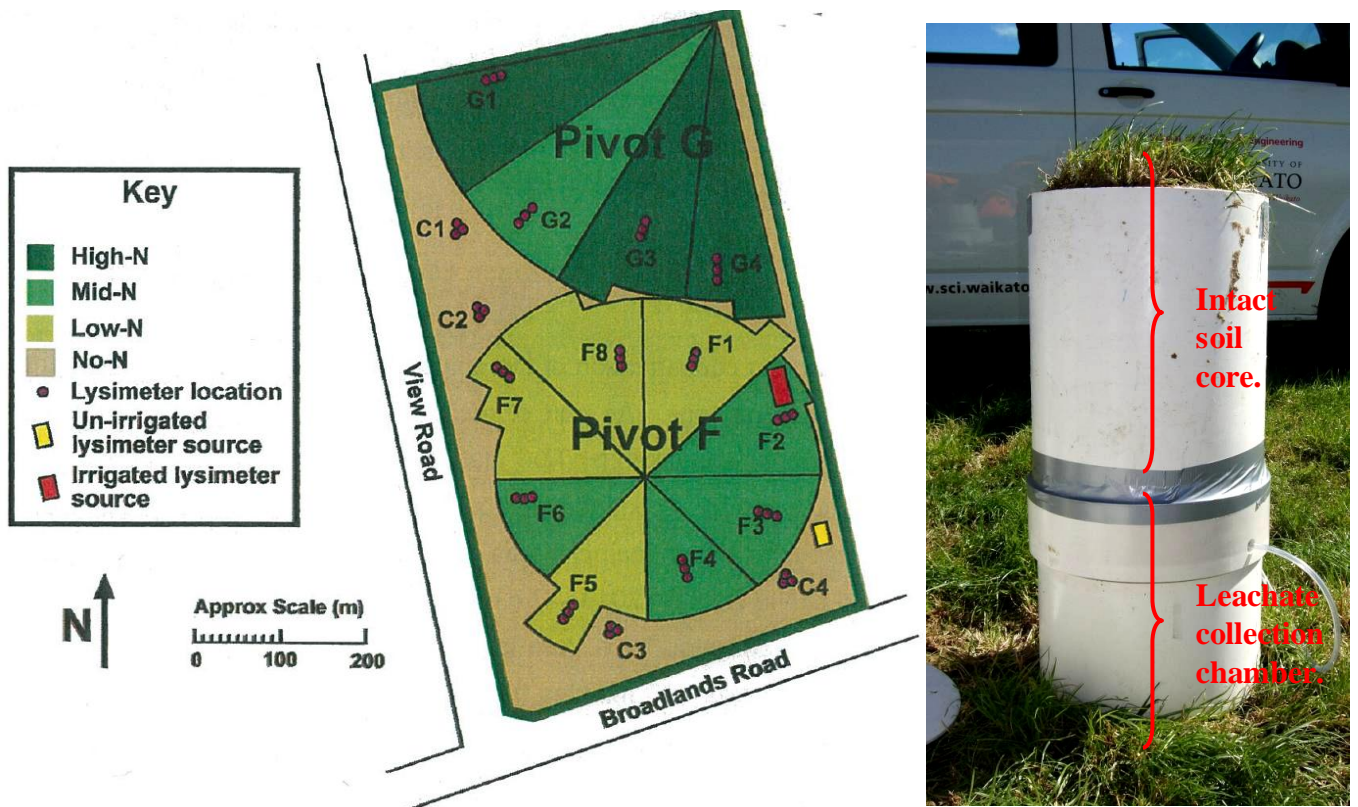 Key
High-N
Mid-N
Low-N
No-N
Lysimeter location
Un-irrigated
lysimeter source
Irrigated lysimeter
source
N
Approx Scale (m)
0 100 200
View Road
Broadlands Road
Pivot G
G1
G2
G3
G4
C1
C2
Pivot F
F8
F1
F7
F2
F6
F3
F4
F5
C4
C3
Engineering
SITY OF
ATO
w.sci.waikato
Intact
soil
core.
Leachate
collection
chamber.